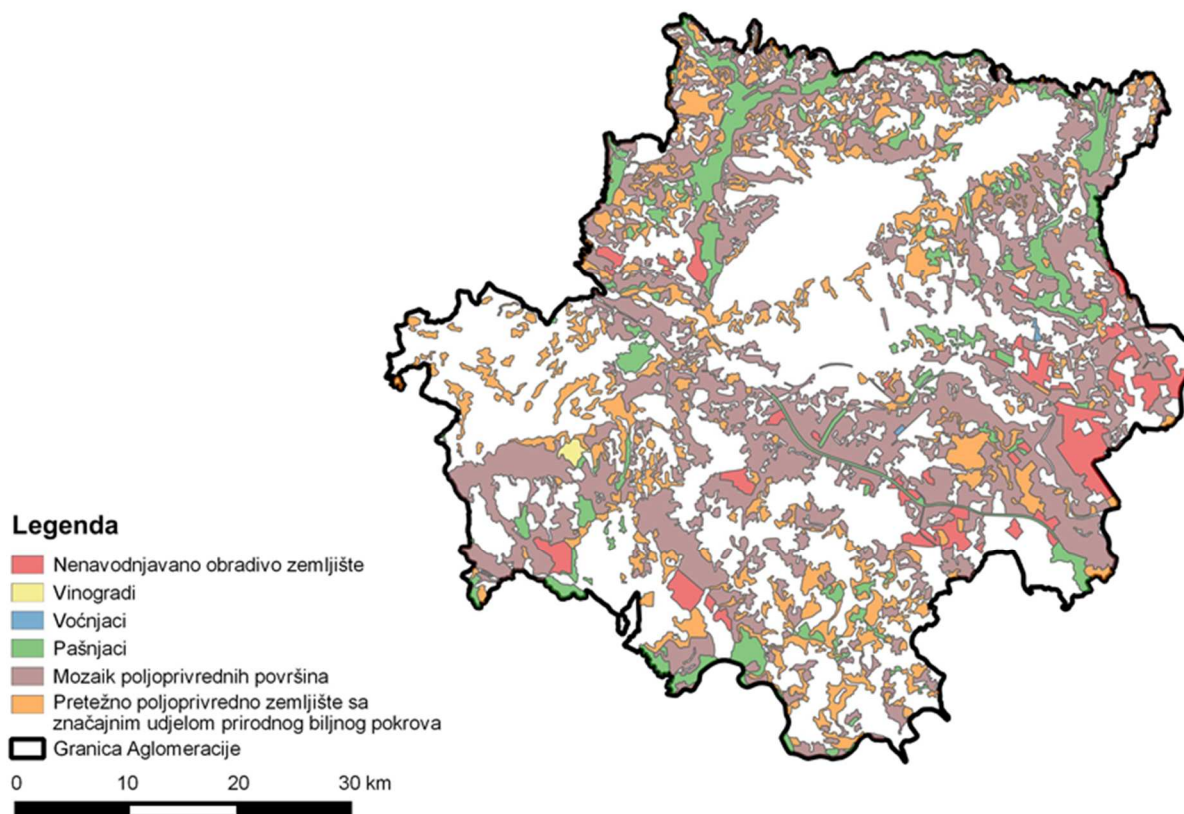 Legenda
Nenavodnjavano obradivo zemljište
Vinogradi
Voćnjaci
Pašnjaci
Mozaik poljoprivrednih površina
Pretežno poljoprivredno zemljište sa
značajnim udjelom prirodnog biljnog pokrova
Granica Aglomeracije
0 10 20 30 km